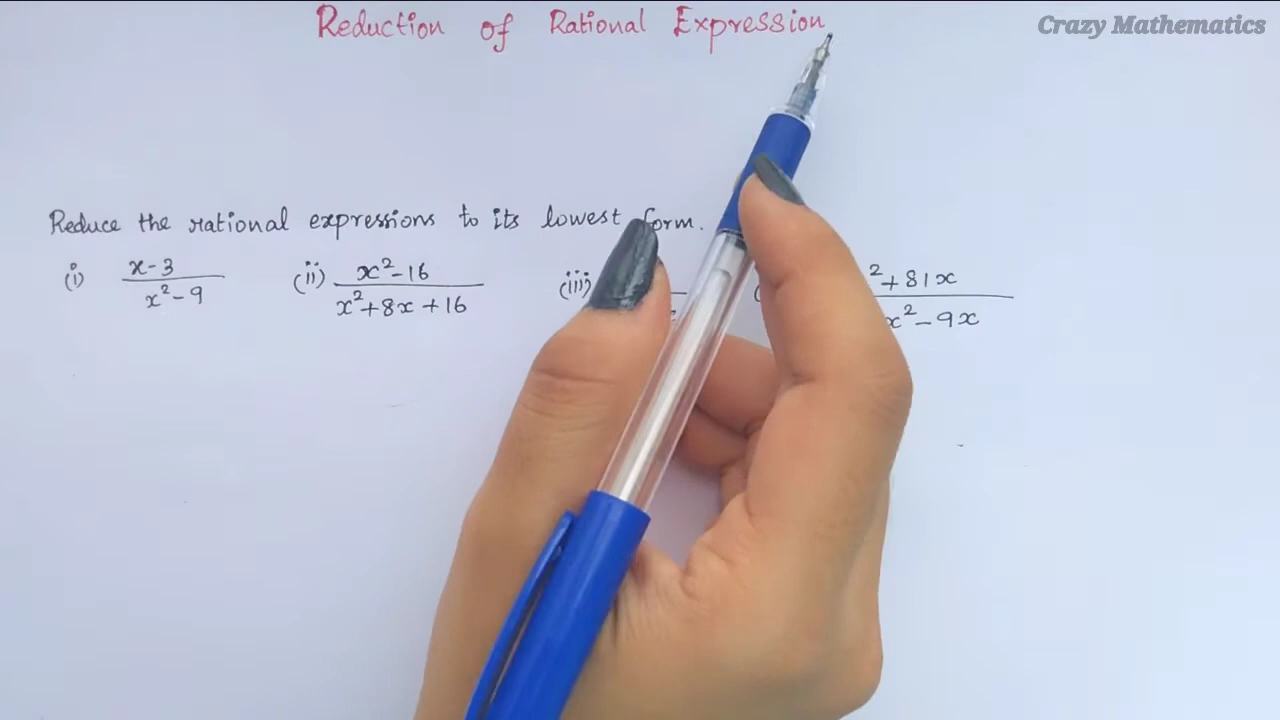 Reduction of Rational Expression
Crazy Mathematics
Reduce the rational expressions to its lowest form.
(i) x-3 / x²-9 (ii) x²-16 / x²+8x+16 (iii) ²+81x / x²-9x